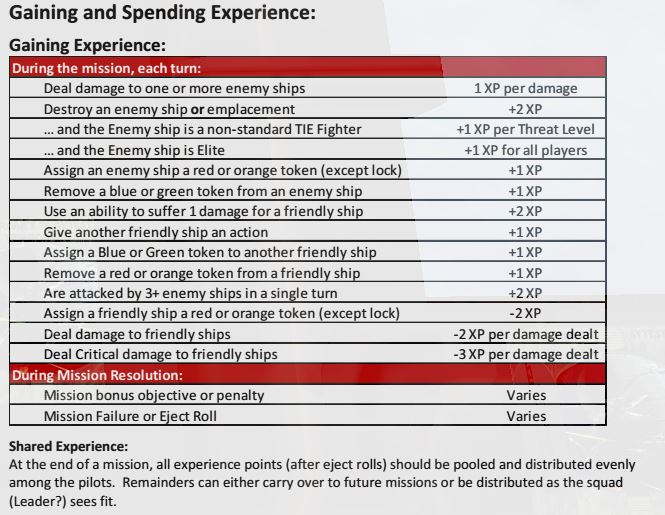 Gaining and Spending Experience:
Gaining Experience:
During the mission, each turn:
Deal damage to one or more enemy ships 1 XP per damage
Destroy an enemy ship or emplacement +2 XP
... and the Enemy ship is a non-standard TIE Fighter +1 XP per Threat Level
... and the Enemy ship is Elite +1 XP for all players
Assign an enemy ship a red or orange token (except lock) +1 XP
Remove a blue or green token from an enemy ship +1 XP
Use an ability to suffer 1 damage for a friendly ship +2 XP
Give another friendly ship an action +1 XP
Assign a Blue or Green token to another friendly ship +1 XP
Remove a red or orange token from a friendly ship +1 XP
Are attacked by 3+ enemy ships in a single turn +2 XP
Assign a friendly ship a red or orange token (except lock) -2 XP
Deal damage to friendly ships -2 XP per damage dealt
Deal Critical damage to friendly ships -3 XP per damage dealt
During Mission Resolution:
Mission bonus objective or penalty Varies
Mission Failure or Eject Roll Varies
Shared Experience:
At the end of a mission, all experience points (after eject rolls) should be pooled and distributed evenly
among the pilots. Remainders can either carry over to future missions or be distributed as the squad
(Leader?) sees fit.